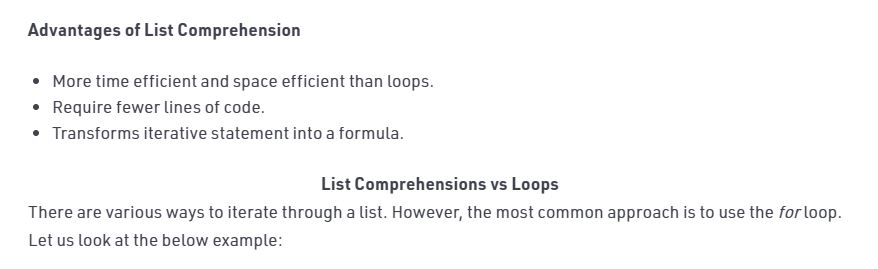 Advantages of List Comprehension
• More time efficient and space efficient than loops.
• Require fewer lines of code.
• Transforms iterative statement into a formula.
List Comprehensions vs Loops
There are various ways to iterate through a list. However, the most common approach is to use the for loop.
Let us look at the below example: